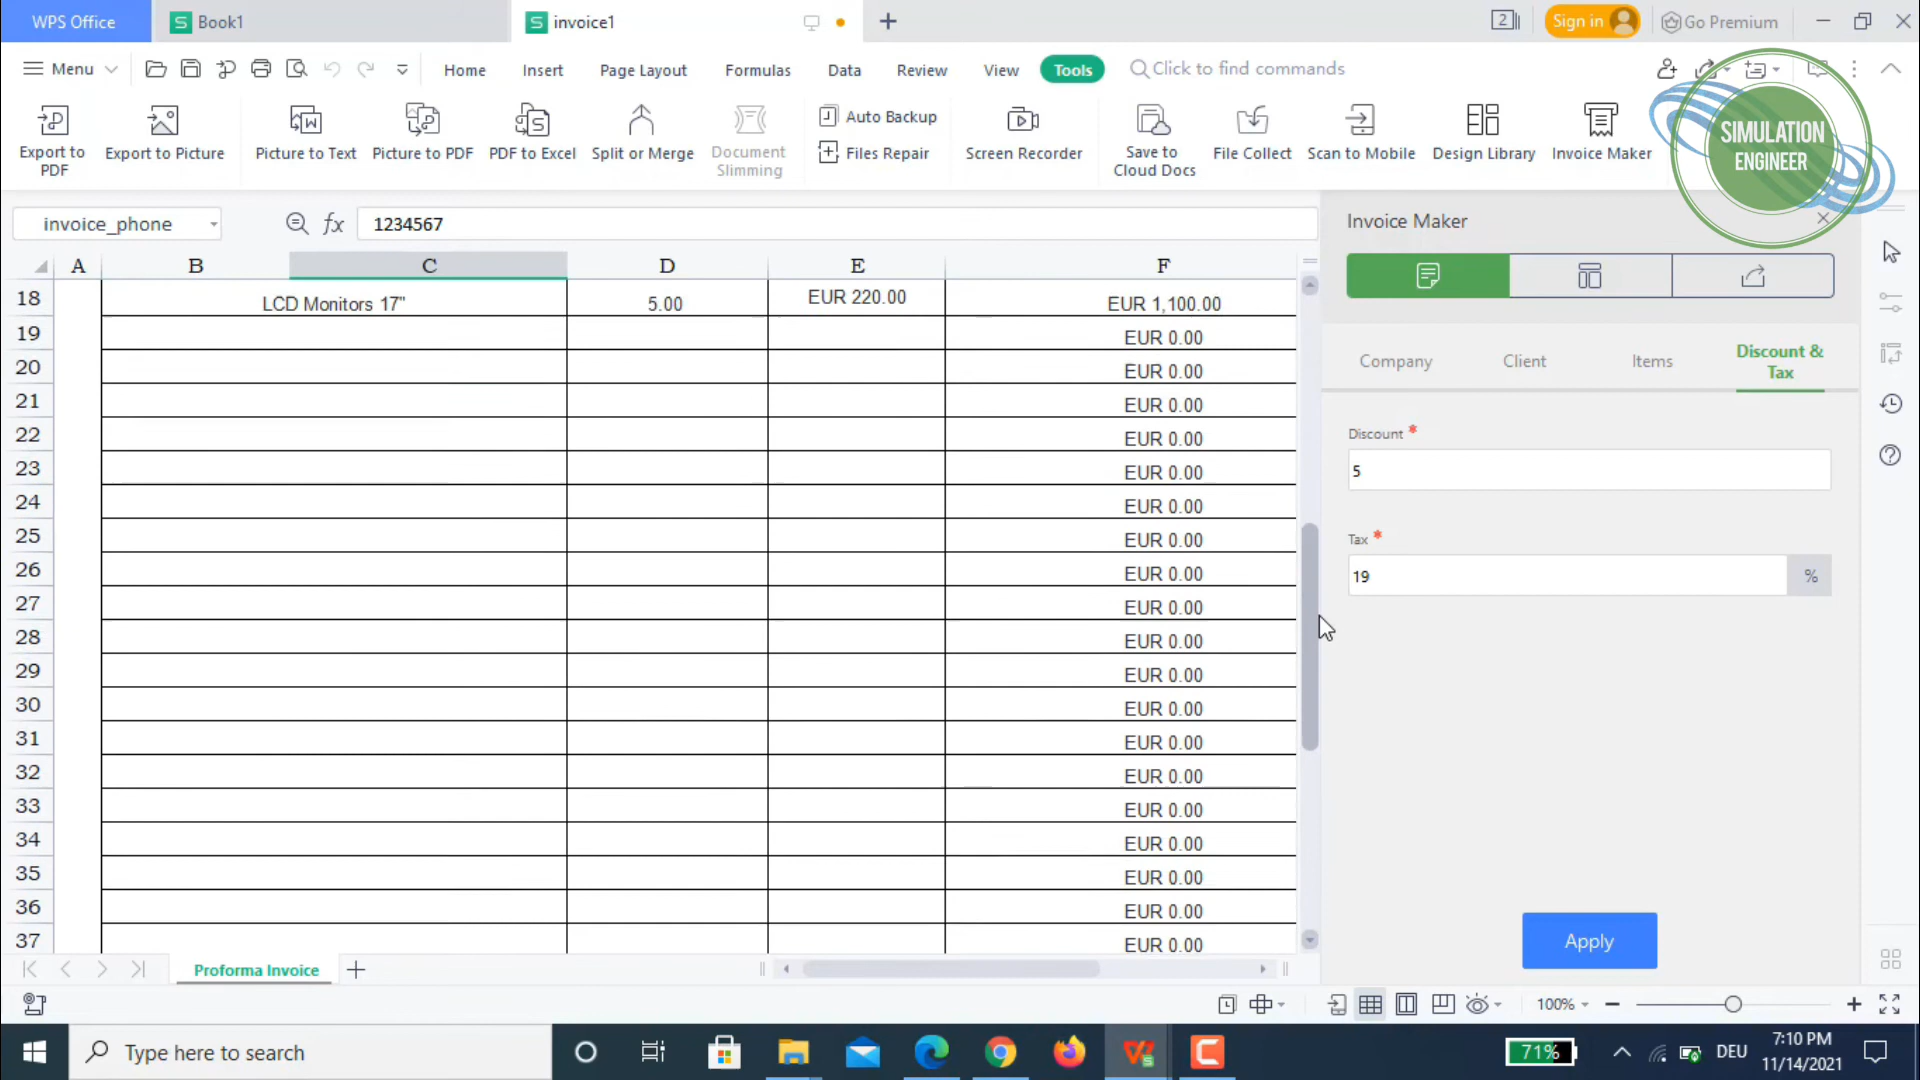 WPS Office
S Book1
S invoice1
2
Sign in
Go Premium
Menu
Home
Insert
Page Layout
Formulas
Data
Review
View
Tools
Click to find commands
Export to PDF
Export to Picture
Picture to Text
Picture to PDF
PDF to Excel
Split or Merge
Document Slimming
Auto Backup
Files Repair
Screen Recorder
Save to Cloud Docs
File Collect
Scan to Mobile
Design Library
Invoice Maker
SIMULATION
ENGINEER
invoice_phone
fx
1234567
Invoice Maker
A B C D E F
18 LCD Monitors 17" 5.00 EUR 220.00 EUR 1,100.00
19 EUR 0.00
20 EUR 0.00
21 EUR 0.00
22 EUR 0.00
23 EUR 0.00
24 EUR 0.00
25 EUR 0.00
26 EUR 0.00
27 EUR 0.00
28 EUR 0.00
29 EUR 0.00
30 EUR 0.00
31 EUR 0.00
32 EUR 0.00
33 EUR 0.00
34 EUR 0.00
35 EUR 0.00
36 EUR 0.00
37 EUR 0.00
Company
Client
Items
Discount & Tax
Discount *
5
Tax *
19
%
Apply
Proforma Invoice
100%
Type here to search
71%
DEU
7:10 PM
11/14/2021